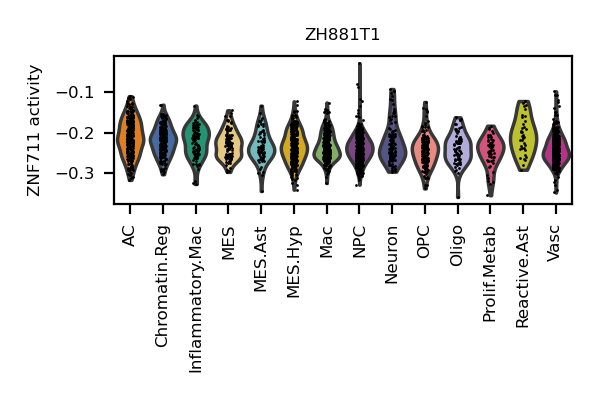 ZH881T1
ZNF711 activity
−0.1
−0.2
−0.3
AC
Chromatin.Reg
Inflammatory.Mac
MES
MES.Ast
MES.Hyp
Mac
NPC
Neuron
OPC
Oligo
Prolif.Metab
Reactive.Ast
Vasc